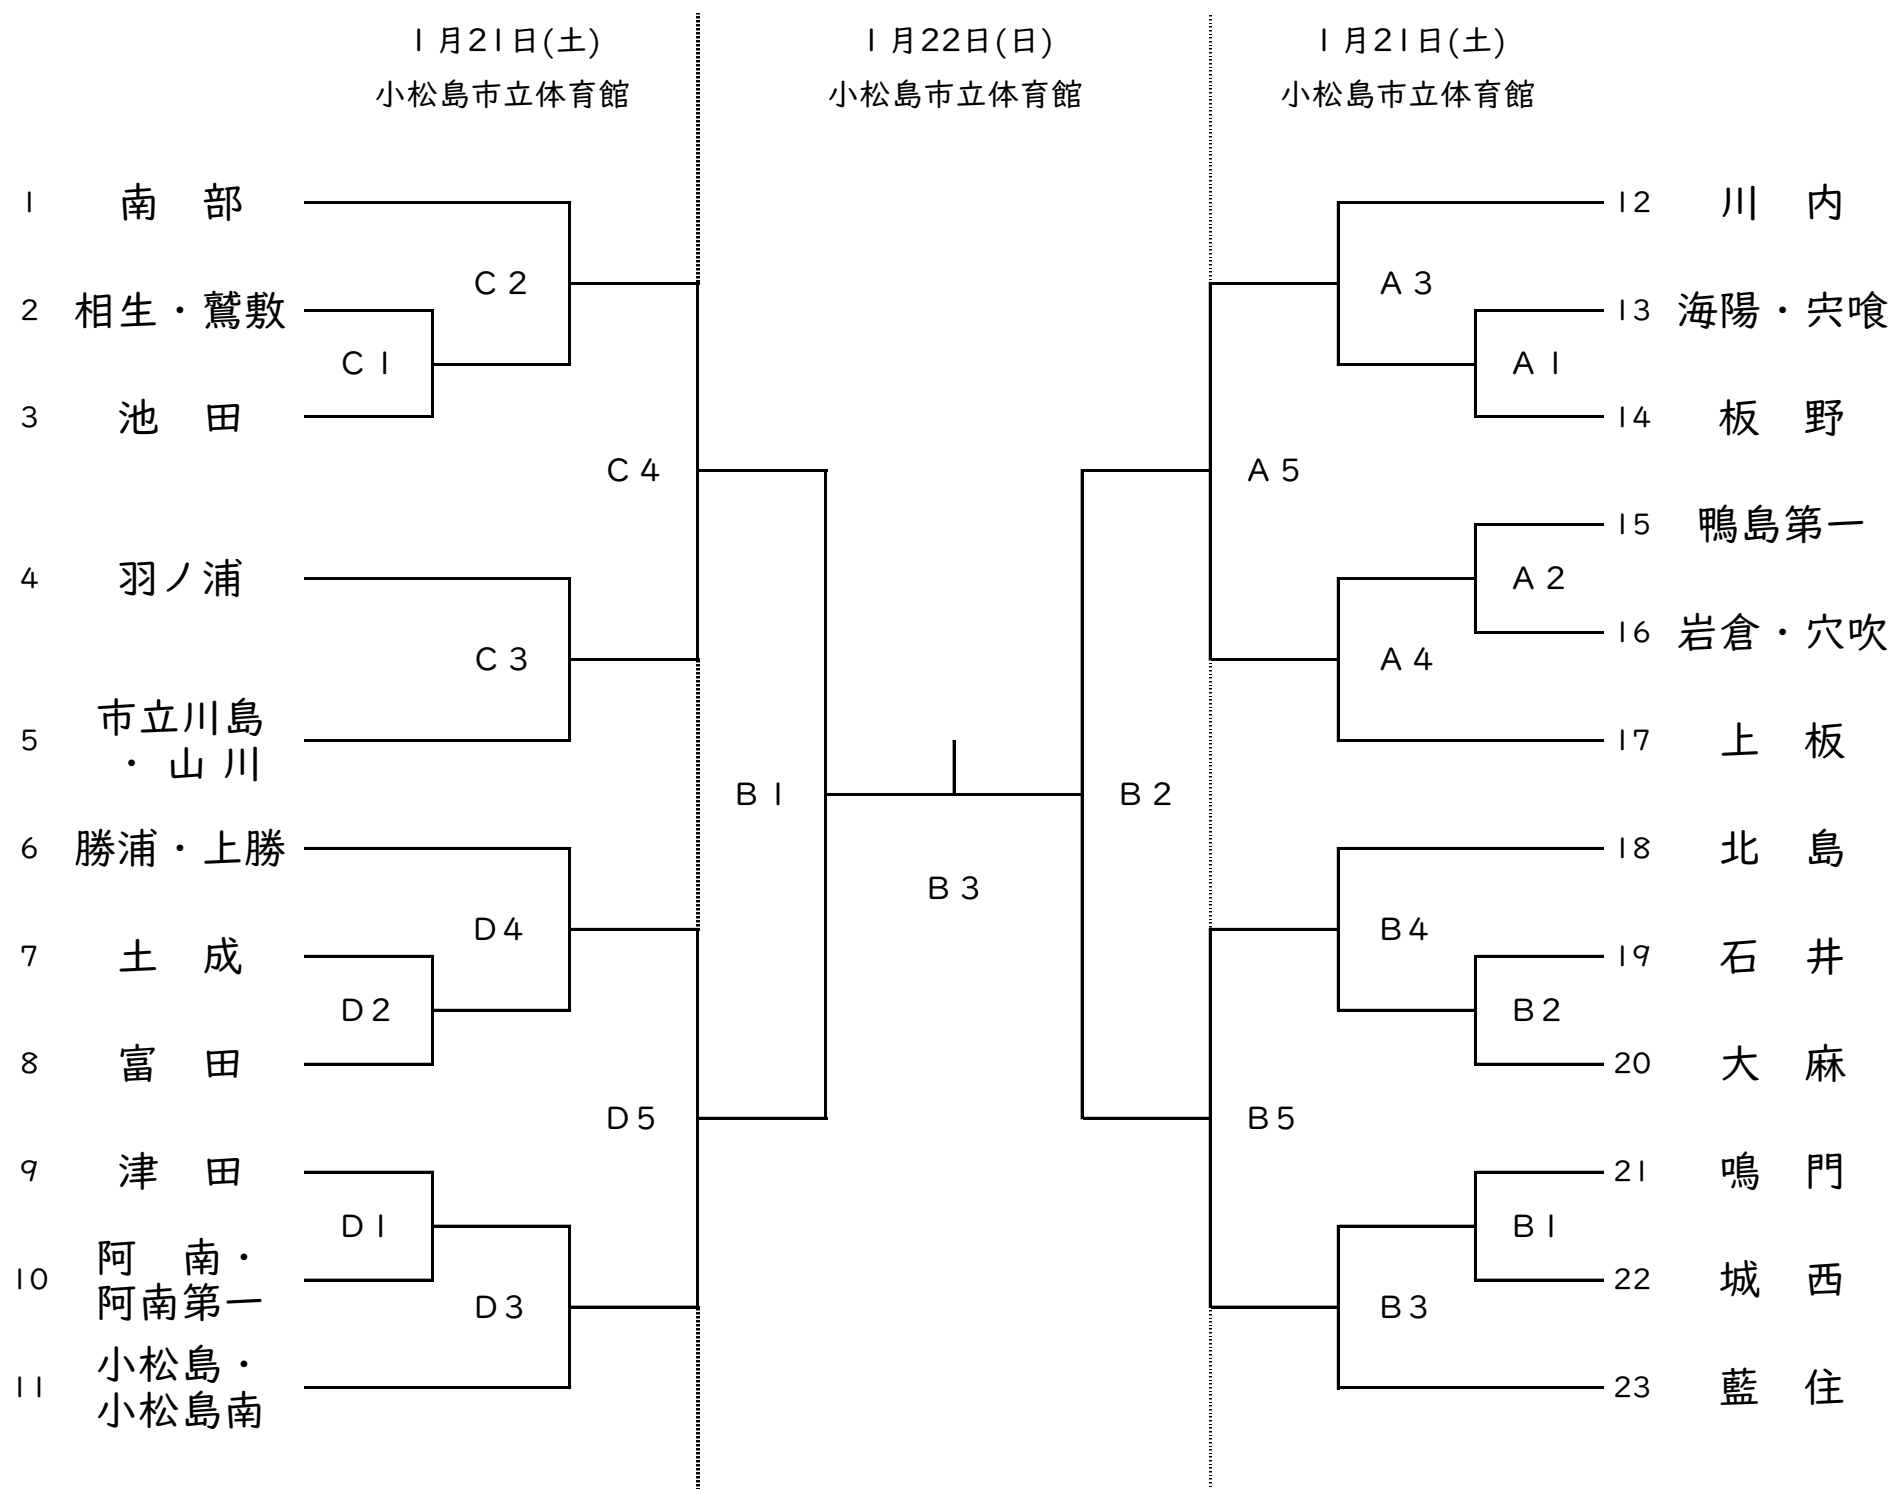 1月21日(土)
小松島市立体育館
1月22日(日)
小松島市立体育館
1月21日(土)
小松島市立体育館
1 南 部
2 相生・鷲敷
3 池 田
4 羽ノ浦
5 市立川島
・山川
6 勝浦・上勝
7 土 成
8 富 田
9 津 田
10 阿 南・
阿南第一
11 小松島・
小松島南
C2
C1
C4
C3
D4
D2
D5
D1
D3
B1
B3
B2
A3
A1
A5
A2
A4
B4
B2
B5
B1
B3
12 川 内
13 海陽・宍喰
14 板 野
15 鴨島第一
16 岩倉・穴吹
17 上 板
18 北 島
19 石 井
20 大 麻
21 鳴 門
22 城 西
23 藍 住